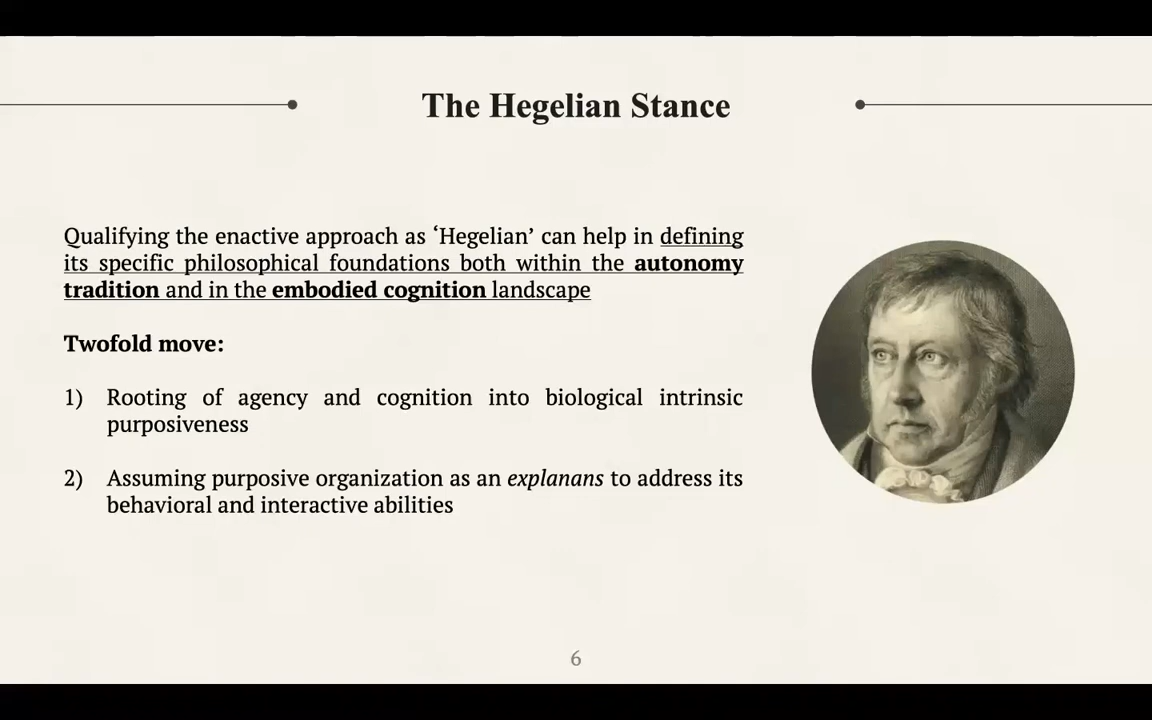 The Hegelian Stance
Qualifying the enactive approach as ‘Hegelian’ can help in defining
its specific philosophical foundations both within the autonomy
tradition and in the embodied cognition landscape
Twofold move:
1) Rooting of agency and cognition into biological intrinsic
purposiveness
2) Assuming purposive organization as an explanans to address its
behavioral and interactive abilities
6